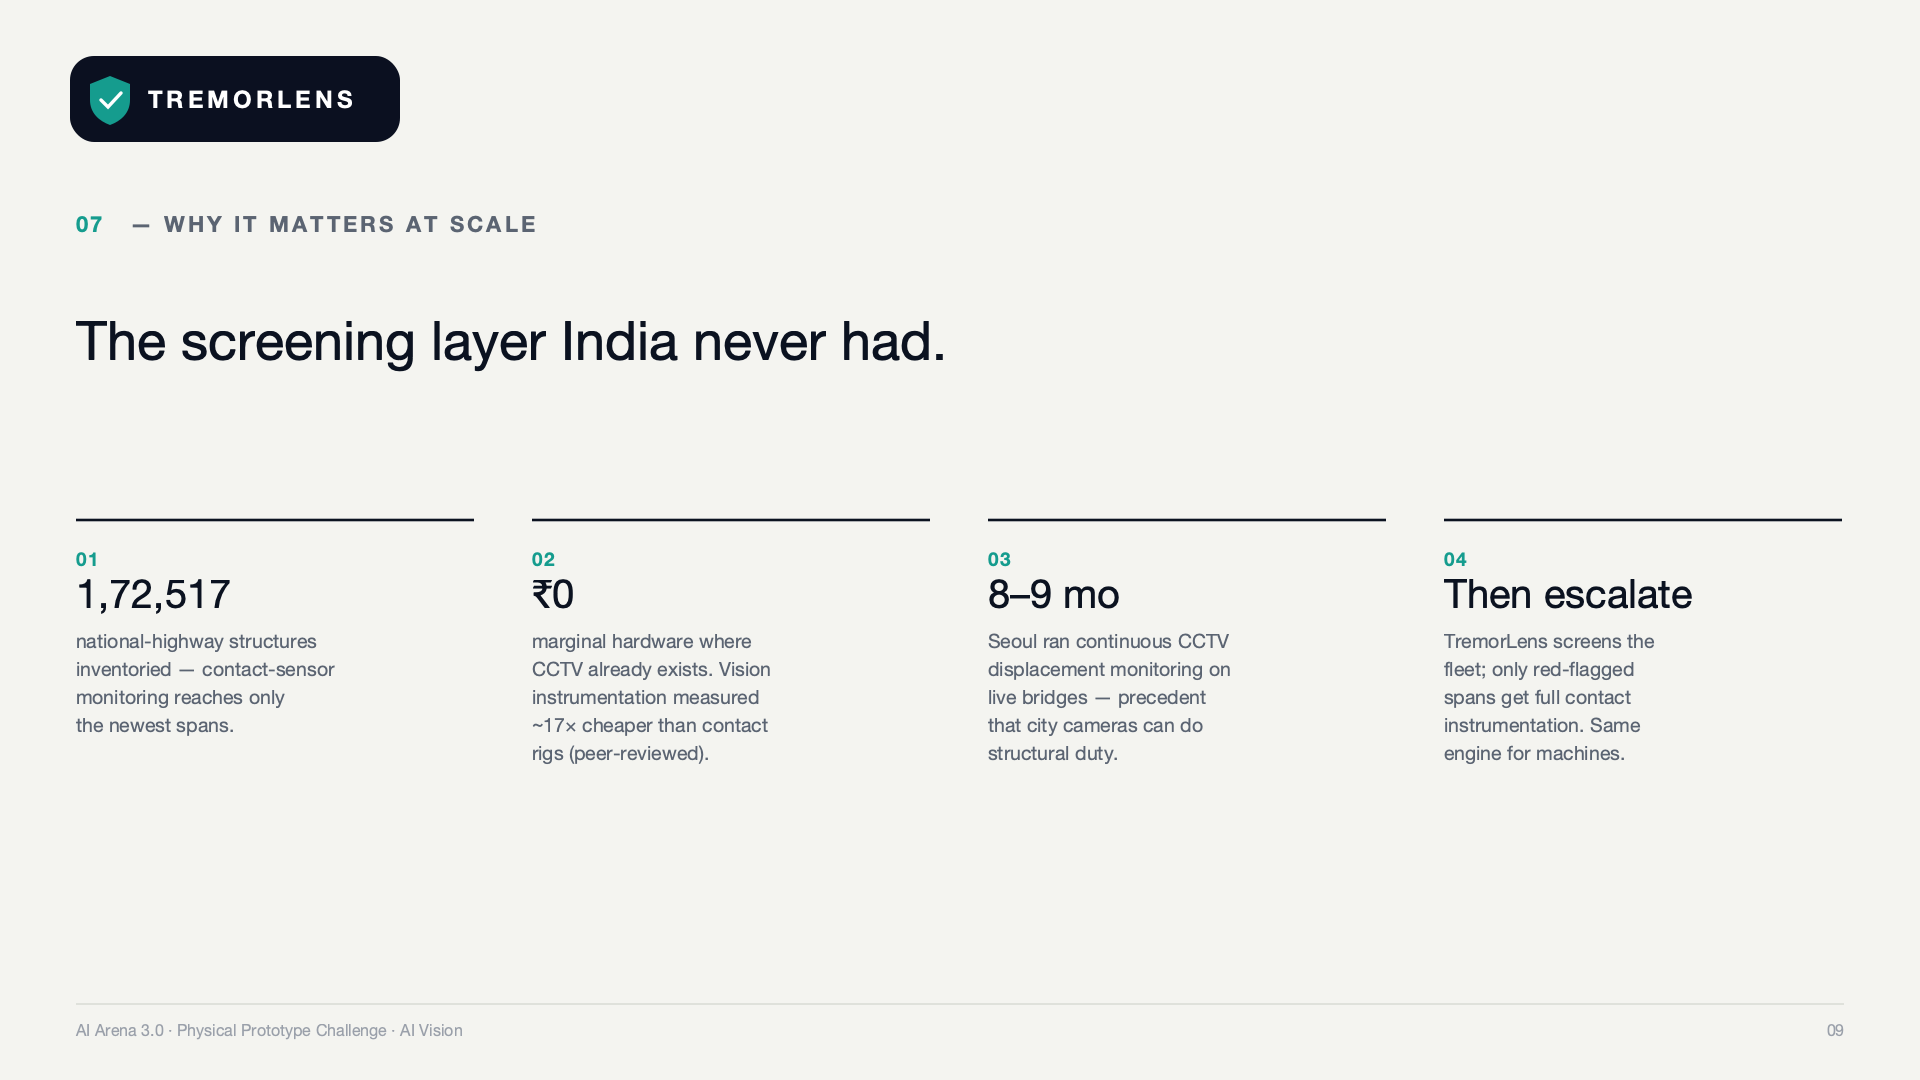 TREMORLENS
07 — WHY IT MATTERS AT SCALE
The screening layer India never had.
01
1,72,517
national-highway structures
inventoried — contact-sensor
monitoring reaches only
the newest spans.
02
₹0
marginal hardware where
CCTV already exists. Vision
instrumentation measured
~17× cheaper than contact
rigs (peer-reviewed).
03
8–9 mo
Seoul ran continuous CCTV
displacement monitoring on
live bridges — precedent
that city cameras can do
structural duty.
04
Then escalate
TremorLens screens the
fleet; only red-flagged
spans get full contact
instrumentation. Same
engine for machines.
AI Arena 3.0 · Physical Prototype Challenge · AI Vision
09